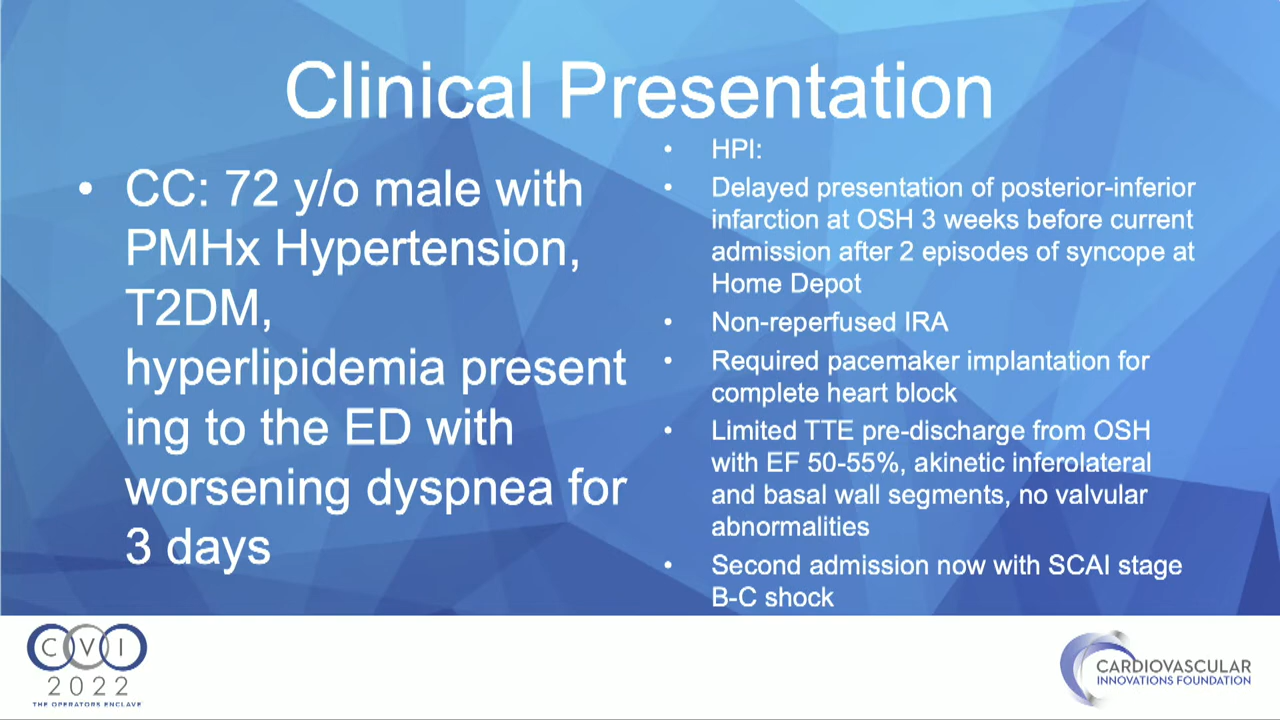 Clinical Presentation
• CC: 72 y/o male with
PMHx Hypertension,
T2DM,
hyperlipidemia present
ing to the ED with
worsening dyspnea for
3 days
• HPI:
• Delayed presentation of posterior-inferior
infarction at OSH 3 weeks before current
admission after 2 episodes of syncope at
Home Depot
• Non-reperfused IRA
• Required pacemaker implantation for
complete heart block
• Limited TTE pre-discharge from OSH
with EF 50-55%, akinetic inferolateral
and basal wall segments, no valvular
abnormalities
• Second admission now with SCAI stage
B-C shock
C V I
2022
THE OPERATORS ENCLAVE
CARDIOVASCULAR
INNOVATIONS FOUNDATION